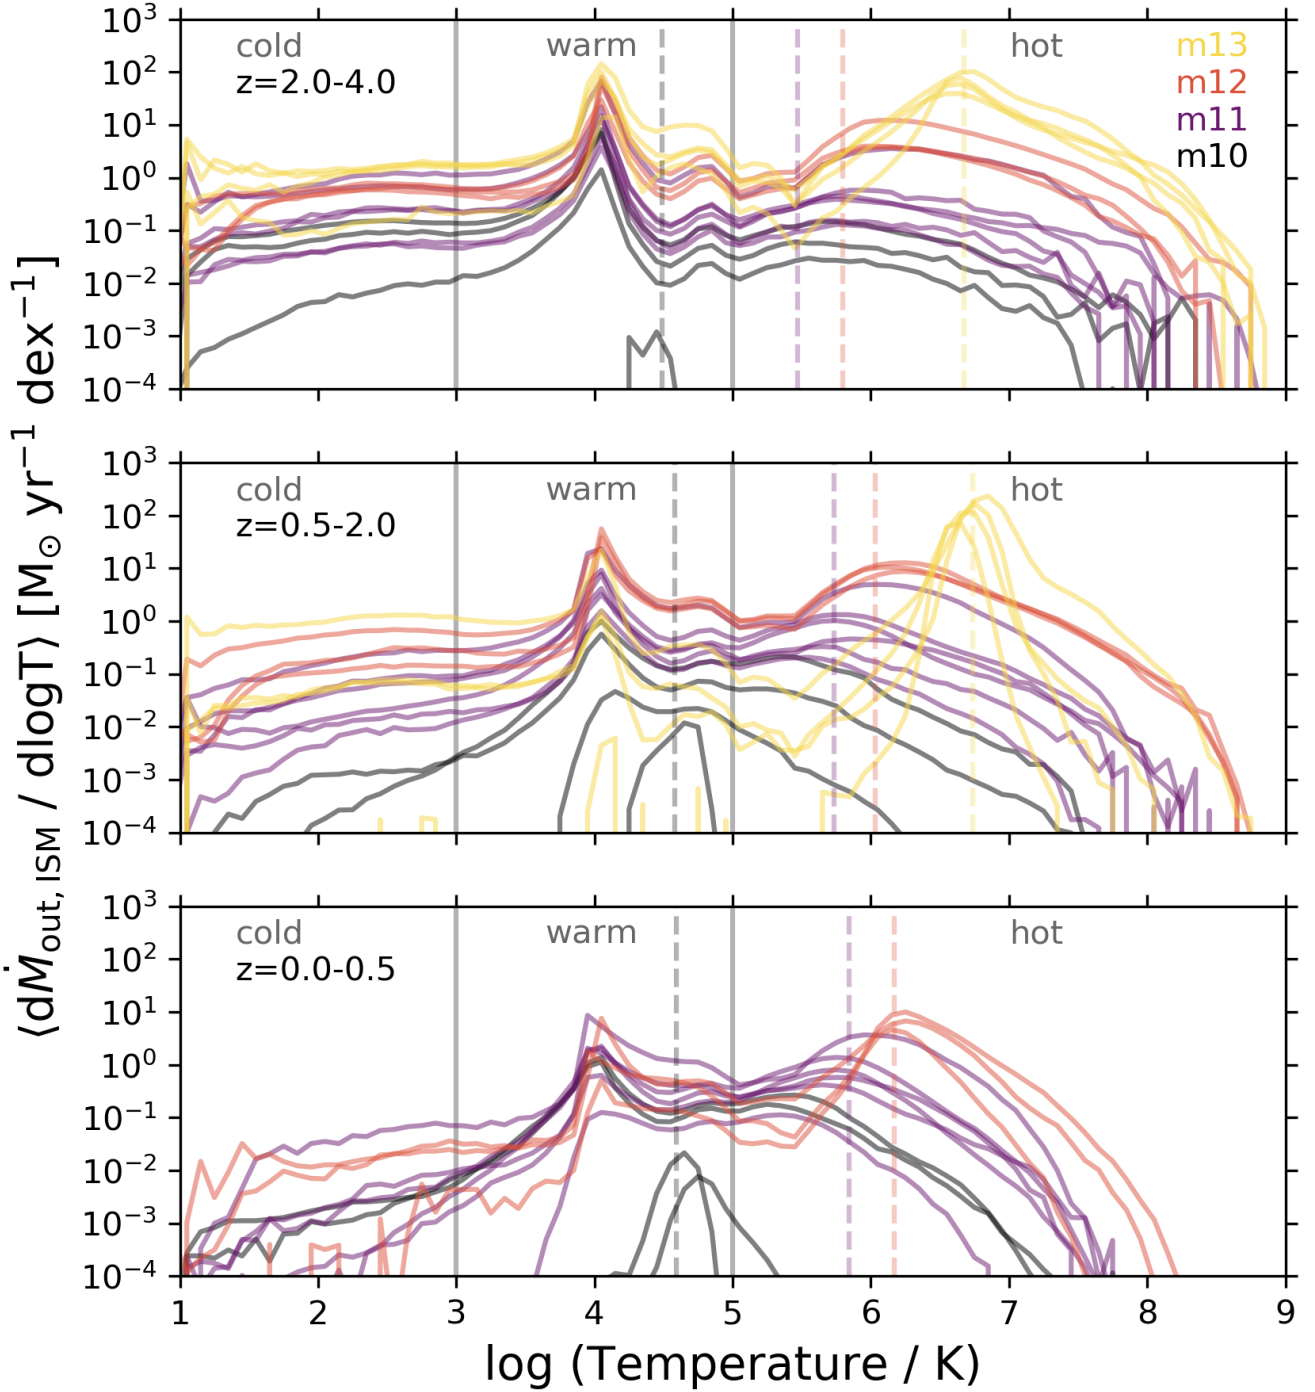 ⟨dṀout, ISM / dlogT⟩ [M⊙ yr⁻¹ dex⁻¹]
10³
10²
10¹
10⁰
10⁻¹
10⁻²
10⁻³
10⁻⁴
cold
warm
hot
z=2.0-4.0
m13
m12
m11
m10
10³
10²
10¹
10⁰
10⁻¹
10⁻²
10⁻³
10⁻⁴
cold
warm
hot
z=0.5-2.0
10³
10²
10¹
10⁰
10⁻¹
10⁻²
10⁻³
10⁻⁴
cold
warm
hot
z=0.0-0.5
1 2 3 4 5 6 7 8 9
log (Temperature / K)